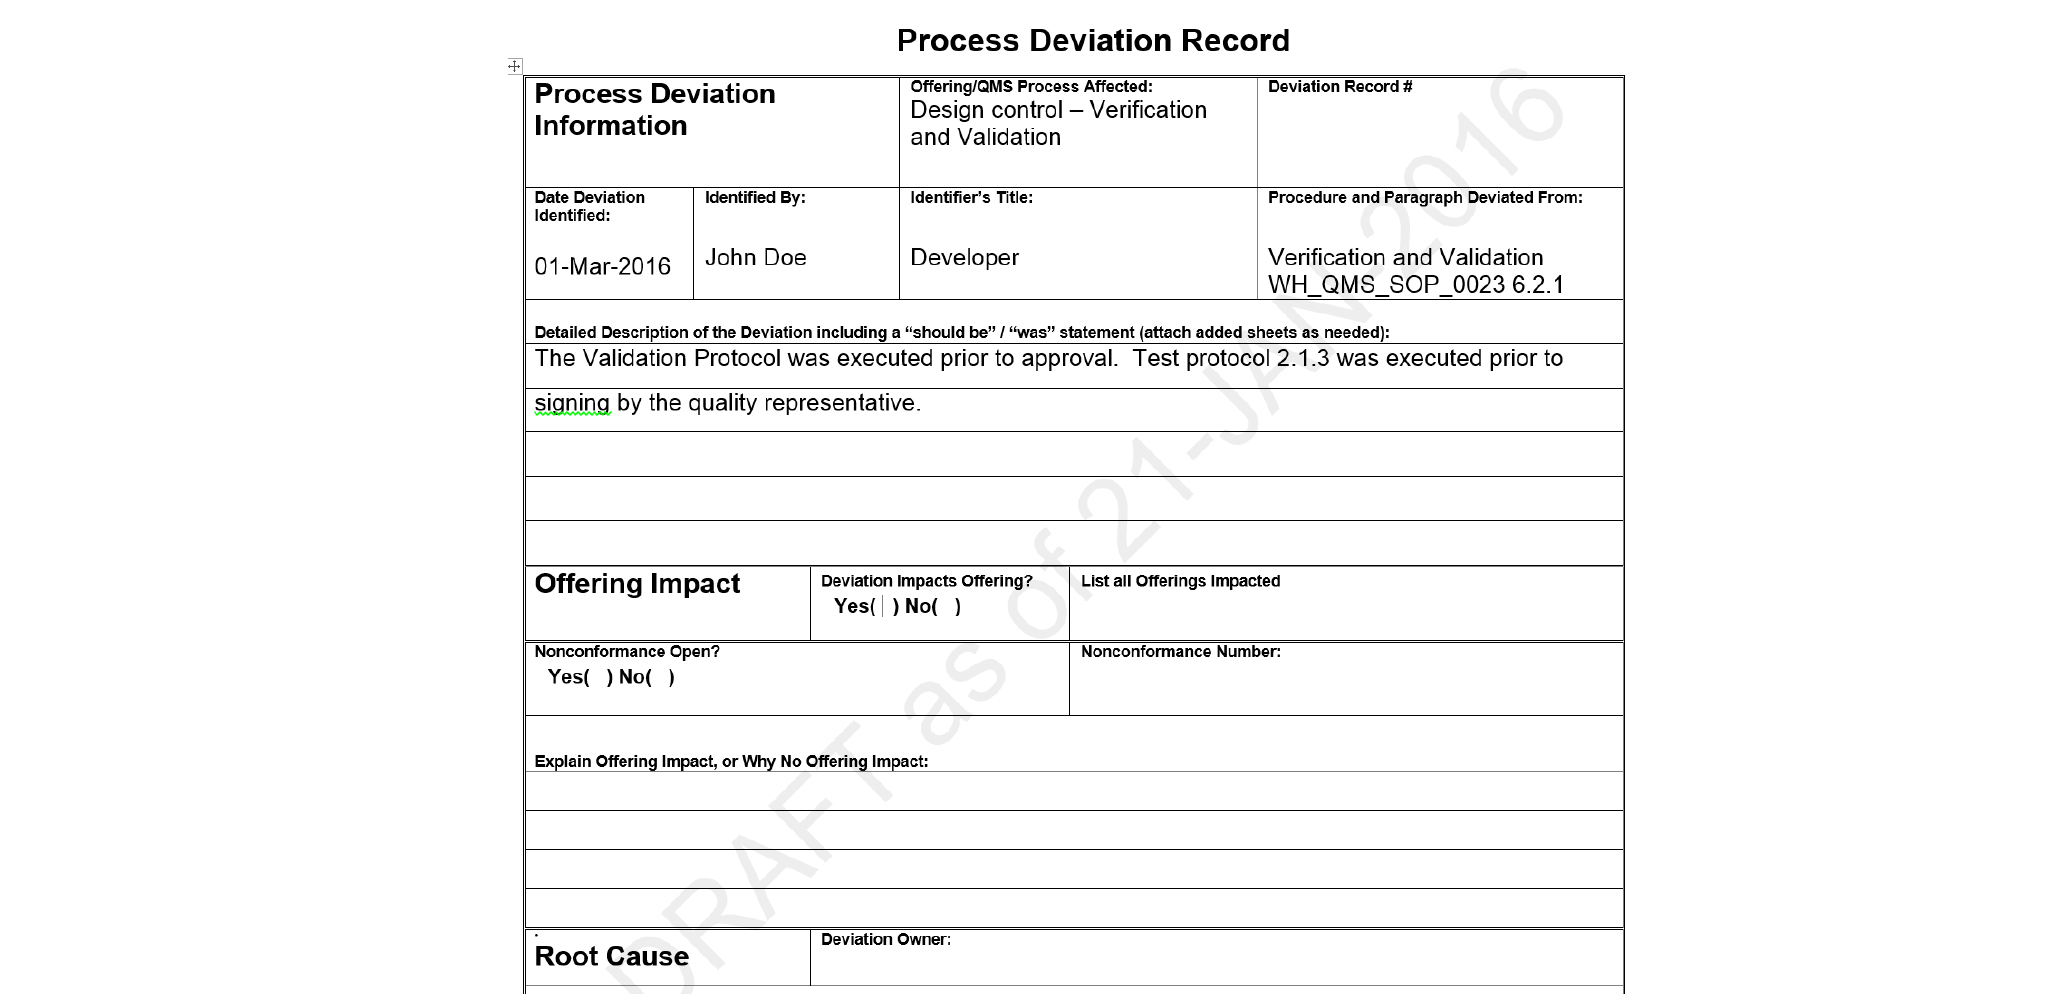 Process Deviation Record
Process Deviation
Information
Offering/QMS Process Affected:
Design control – Verification
and Validation
Deviation Record #
Date Deviation
Identified:
01-Mar-2016
Identified By:
John Doe
Identifier’s Title:
Developer
Procedure and Paragraph Deviated From:
Verification and Validation
WH_QMS_SOP_0023 6.2.1
Detailed Description of the Deviation including a “should be” / “was” statement (attach added sheets as needed):
The Validation Protocol was executed prior to approval.  Test protocol 2.1.3 was executed prior to
signing by the quality representative.
Offering Impact
Deviation Impacts Offering?
Yes(  ) No(  )
List all Offerings Impacted
Nonconformance Open?
Yes(  ) No(  )
Nonconformance Number:
Explain Offering Impact, or Why No Offering Impact:
Root Cause
Deviation Owner:
DRAFT as of 21-JAN-2016